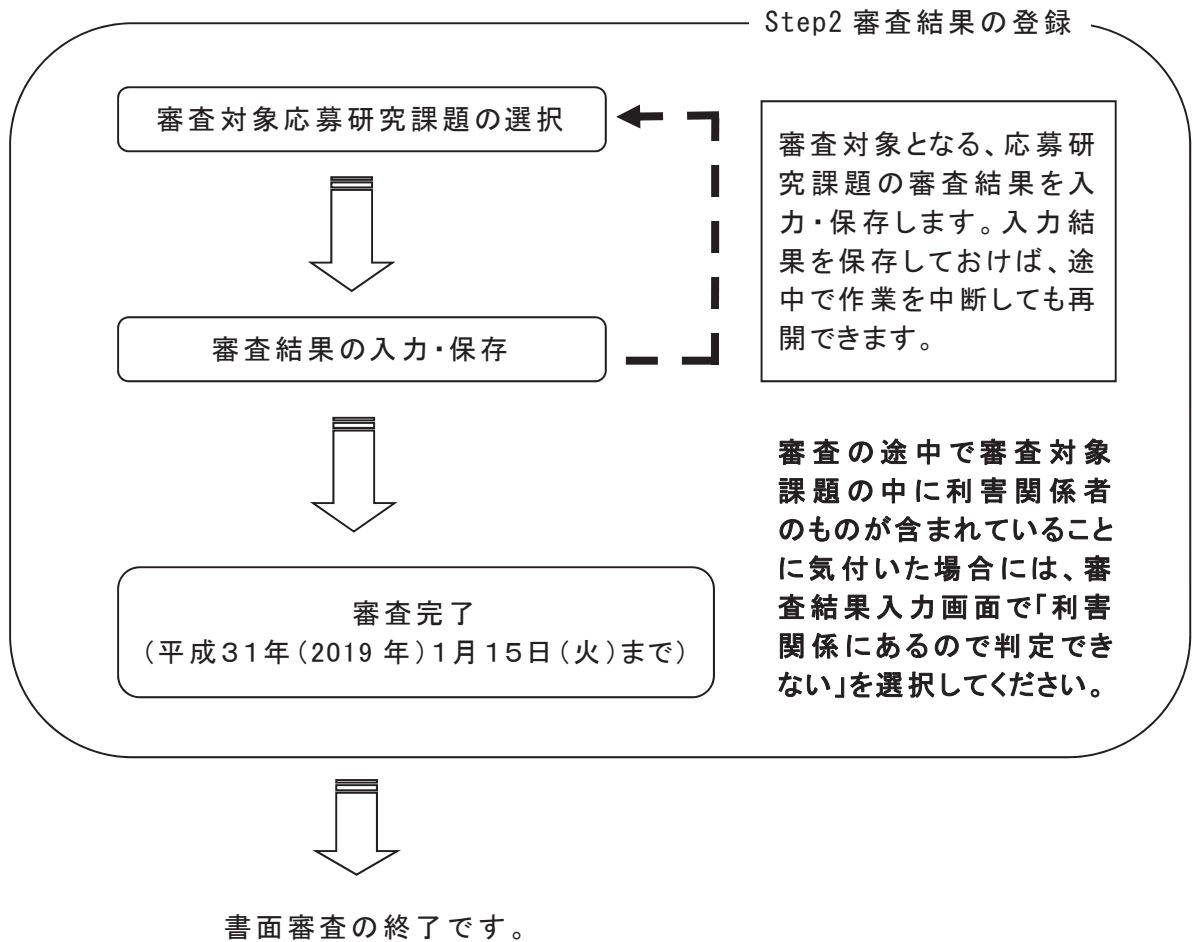 Step2 審査結果の登録
審査対象応募研究課題の選択
審査対象となる、応募研
究課題の審査結果を入
力・保存します。入力結
果を保存しておけば、途
中で作業を中断しても再
開できます。
審査結果の入力・保存
審査の途中で審査対象
課題の中に利害関係者
のものが含まれていること
に気付いた場合には、審
査結果入力画面で「利害
関係にあるので判定でき
ない」を選択してください。
審査完了
（平成３１年（2019 年）１月１５日（火）まで）
書面審査の終了です。